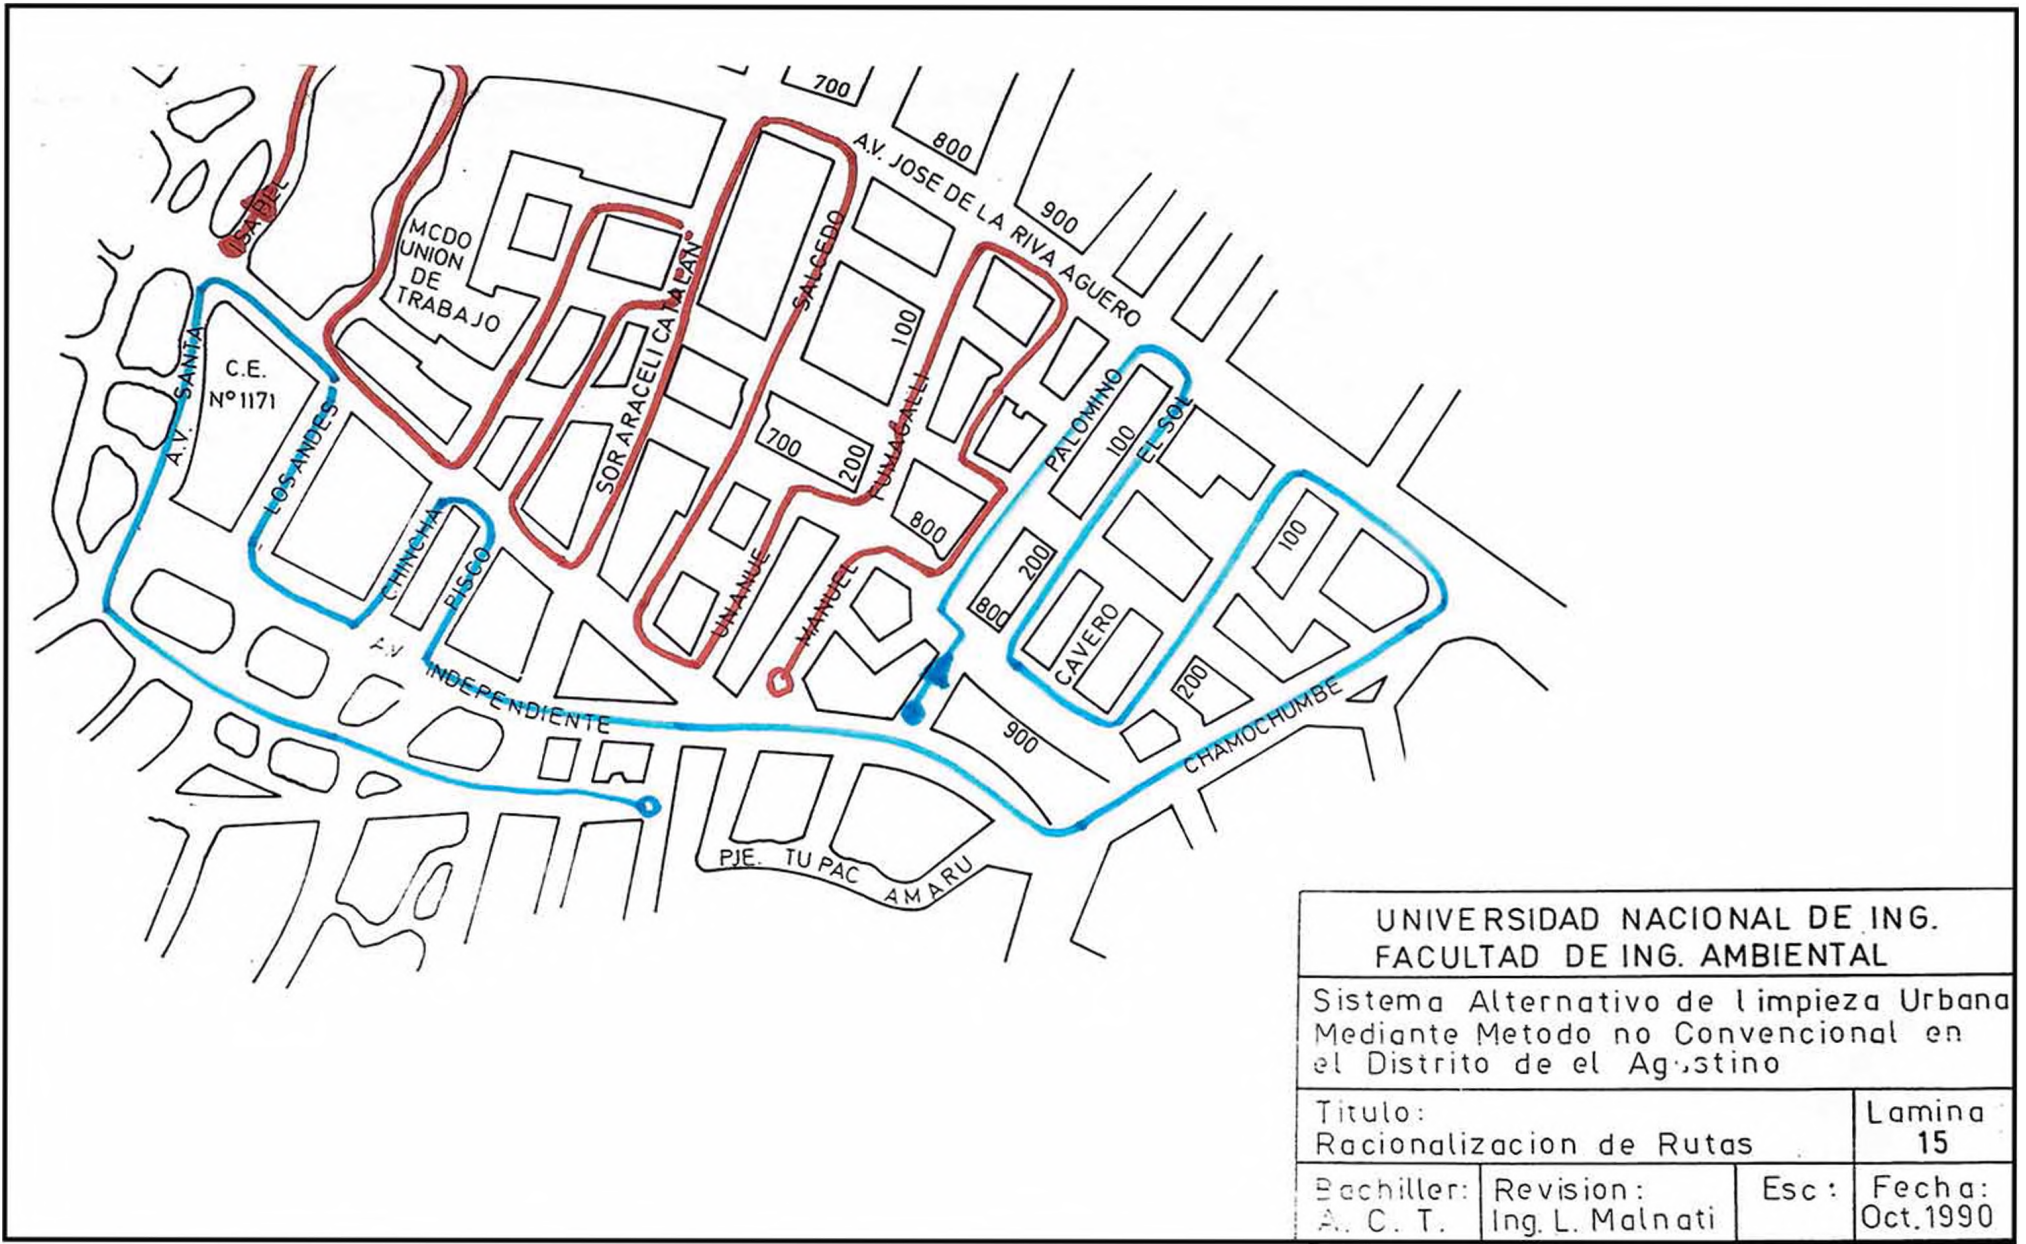 700
800
900
A.V. JOSE DE LA RIVA AGUERO
ISABEL
MCDO
UNION
DE
TRABAJO
SALCEDO
SOR ARACELI CATALAN
100
A.V. SANTA
C.E.
Nº 1171
LOS ANDES
FUMAGALLI
700
200
PALOMINO
100
EL SOL
CHINCHA
PISCO
800
UNANUE
MANUEL
200
800
100
CAVERO
200
A.V
INDEPENDIENTE
900
CHAMOCHUMBE
PJE. TUPAC AMARU
UNIVERSIDAD NACIONAL DE ING.
FACULTAD DE ING. AMBIENTAL
Sistema Alternativo de limpieza Urbana
Mediante Metodo no Convencional en
el Distrito de el Agustino
Titulo:
Racionalizacion de Rutas
Lamina
15
Bachiller:
A. C. T.
Revision:
Ing. L. Malnati
Esc:
Fecha:
Oct. 1990